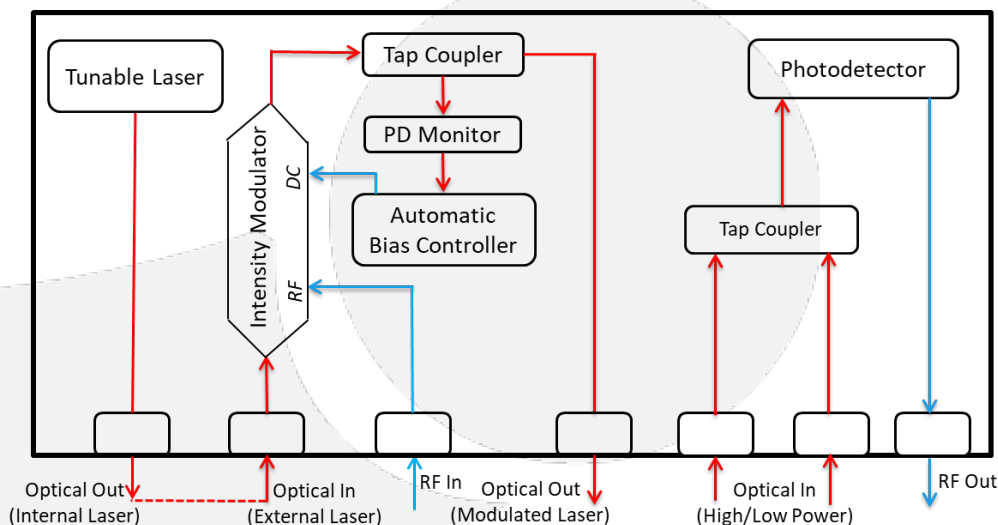 Tunable Laser
Tap Coupler
Photodetector
PD Monitor
Intensity Modulator
DC
RF
Automatic
Bias Controller
Tap Coupler
Optical Out
(Internal Laser)
Optical In
(External Laser)
RF In
Optical Out
(Modulated Laser)
Optical In
(High/Low Power)
RF Out